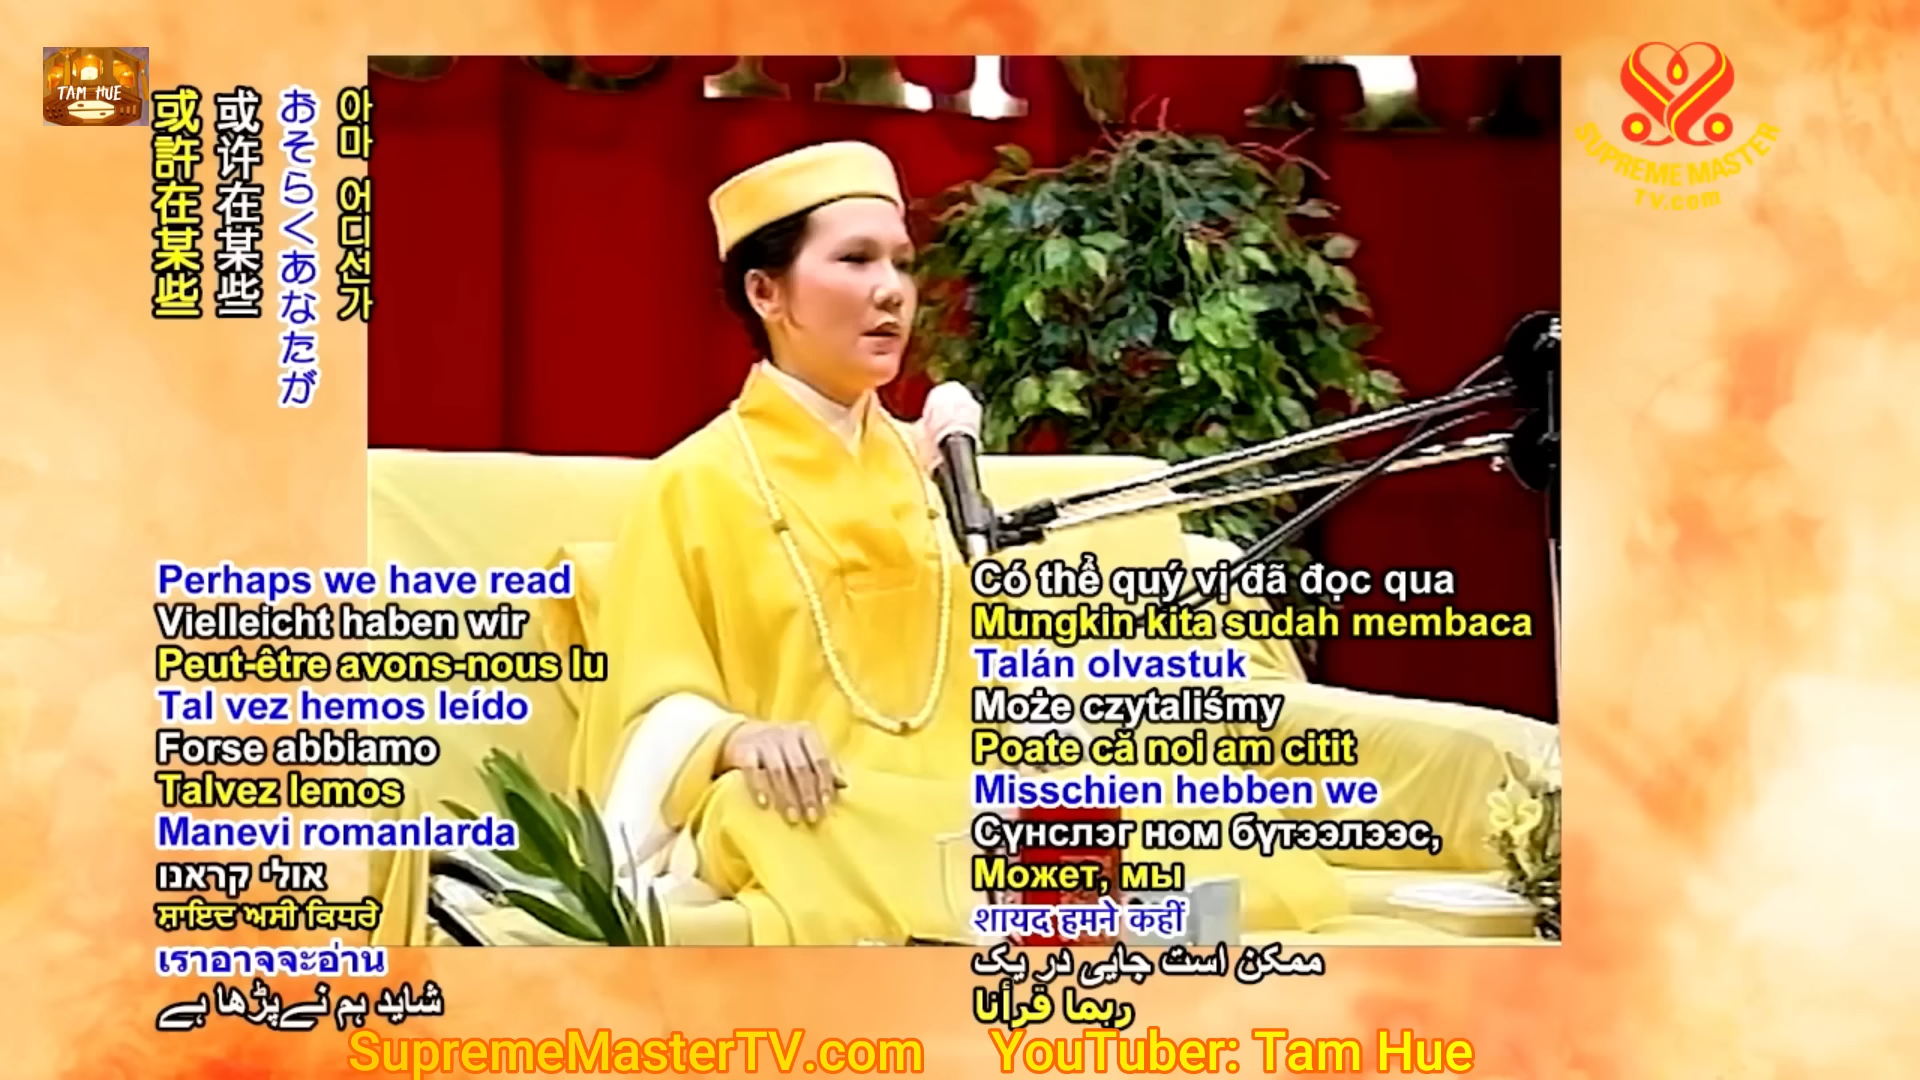 TAM HUE
SUPREME MASTER
TV.com
或許在某些
或许在某些
おそらくあなたが
아마 어디선가
Perhaps we have read
Vielleicht haben wir
Peut-être avons-nous lu
Tal vez hemos leído
Forse abbiamo
Talvez lemos
Manevi romanlarda
אולי קראנו
ਸ਼ਾਇਦ ਅਸੀ ਕਿਧਰੇ
เราอาจจะอ่าน
شاید ہم نے پڑھا ہے
Có thể quý vị đã đọc qua
Mungkin kita sudah membaca
Talán olvastuk
Może czytaliśmy
Poate că noi am citit
Misschien hebben we
Сүнслэг ном бүтээлээс,
Может, мы
शायद हमने कहीं
ممکن است جایی در یک
ربما قرأنا
SupremeMasterTV.com YouTuber: Tam Hue